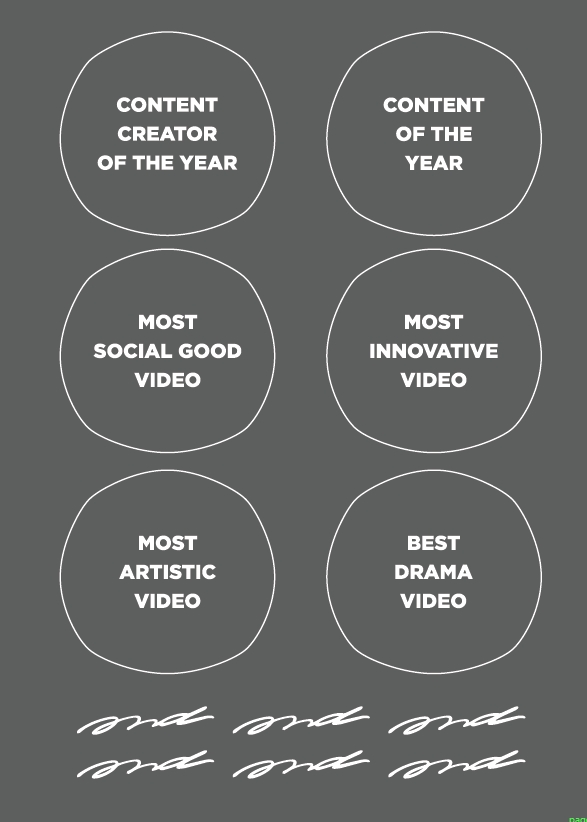 CONTENT
CREATOR
OF THE YEAR
CONTENT
OF THE
YEAR
MOST
SOCIAL GOOD
VIDEO
MOST
INNOVATIVE
VIDEO
MOST
ARTISTIC
VIDEO
BEST
DRAMA
VIDEO
and and and
and and and